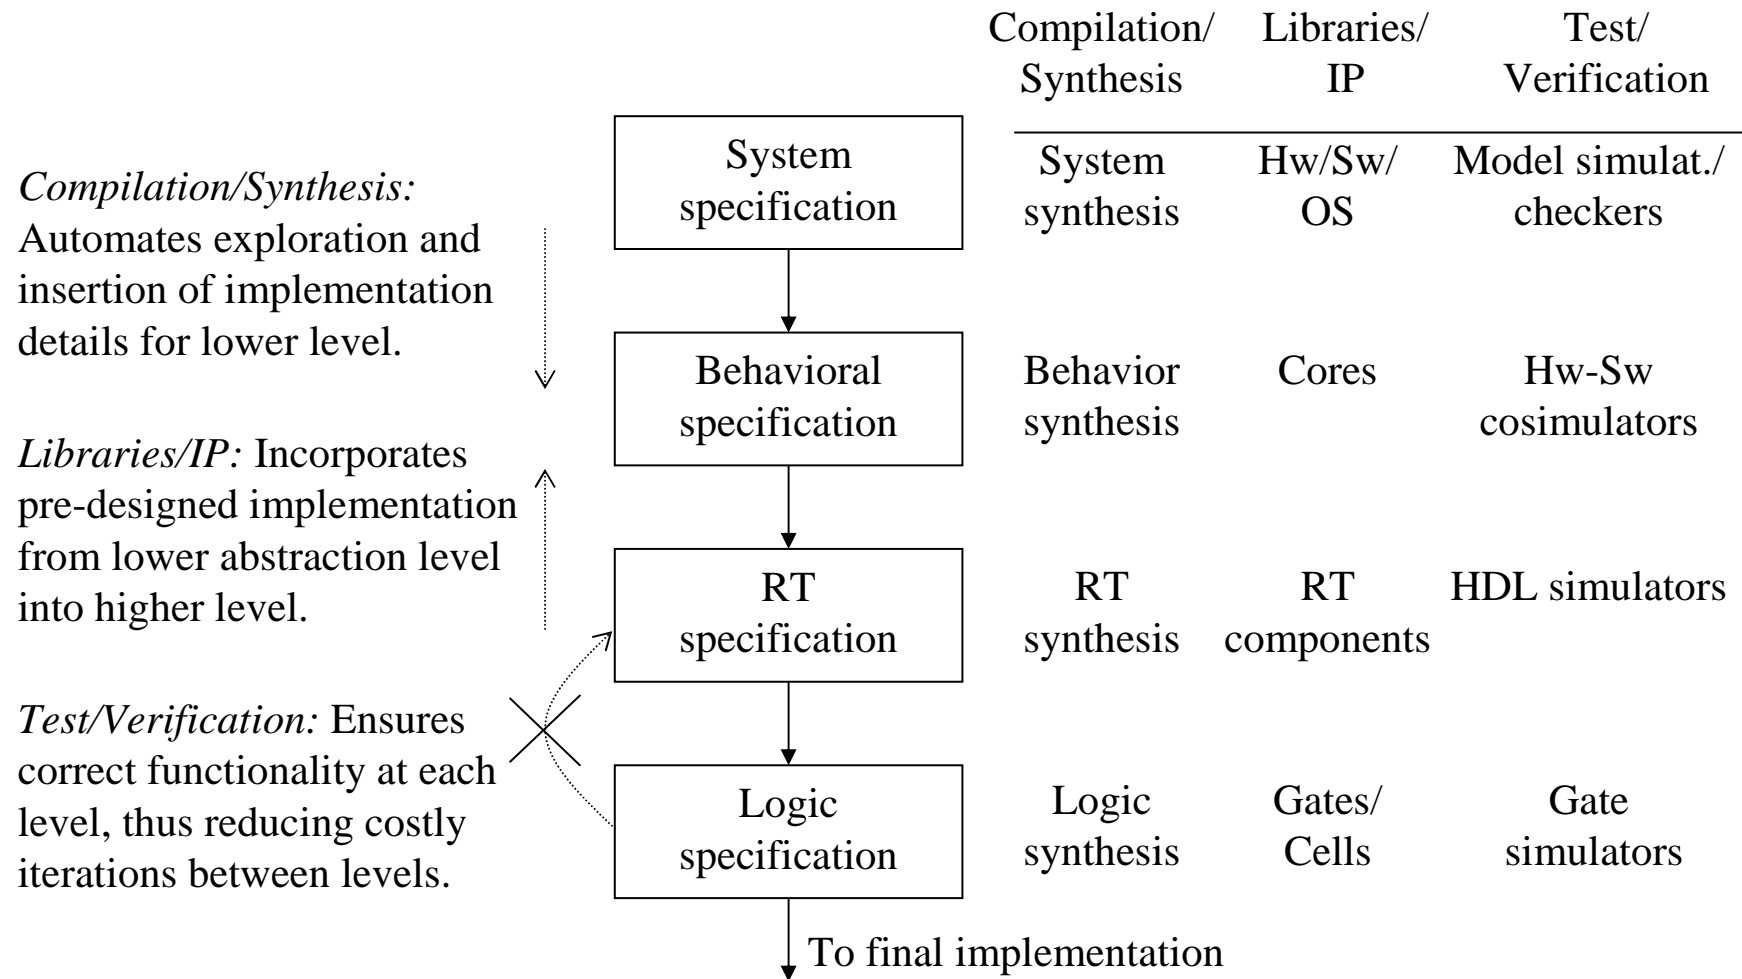 Compilation/ Libraries/ Test/
Synthesis IP Verification
System System Hw/Sw/ Model simulat./
specification synthesis OS checkers
Compilation/Synthesis:
Automates exploration and
insertion of implementation
details for lower level.
Behavioral Behavior Cores Hw-Sw
specification synthesis cosimulators
Libraries/IP: Incorporates
pre-designed implementation
from lower abstraction level
into higher level.
RT RT RT HDL simulators
specification synthesis components
Test/Verification: Ensures
correct functionality at each
level, thus reducing costly
iterations between levels.
Logic Logic Gates/ Gate
specification synthesis Cells simulators
To final implementation